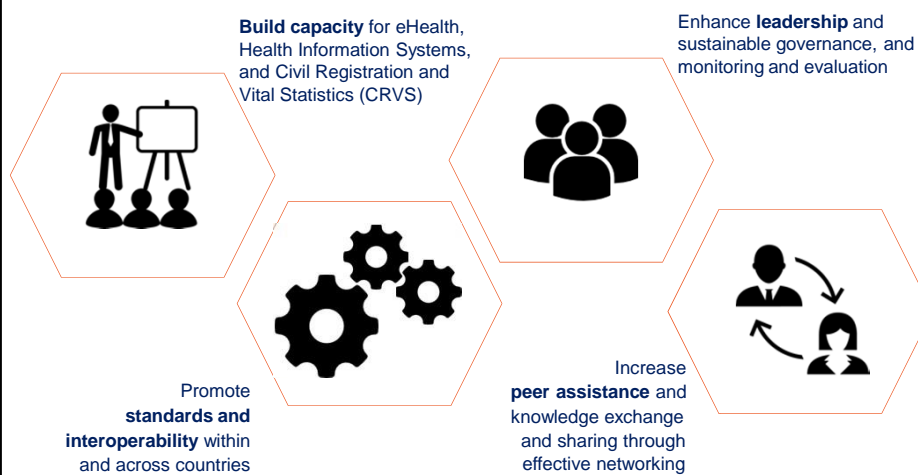 Build capacity for eHealth,
Health Information Systems,
and Civil Registration and
Vital Statistics (CRVS)
Enhance leadership and
sustainable governance, and
monitoring and evaluation
Promote
standards and
interoperability within
and across countries
Increase
peer assistance and
knowledge exchange
and sharing through
effective networking